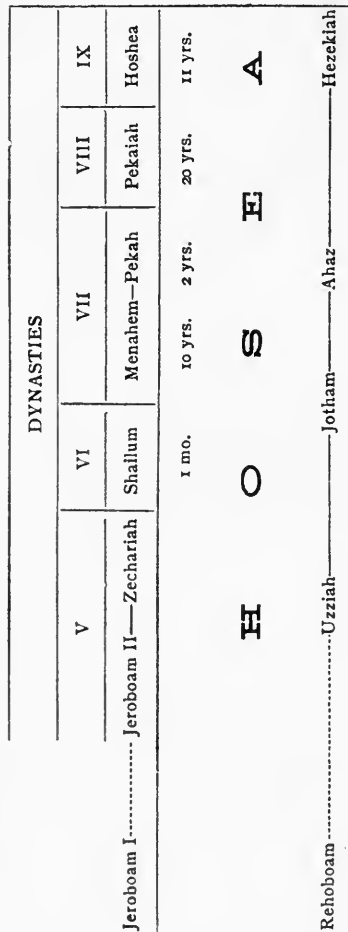 DYNASTIES
V VI VII VIII IX
Jeroboam I------------Jeroboam II——Zechariah Shallum Menahem—Pekah Pekaiah Hoshea
1 mo. 10 yrs. 2 yrs. 20 yrs. 11 yrs.
H O S E A
Rehoboam------------------------Uzziah————Jotham————Ahaz————Hezekiah